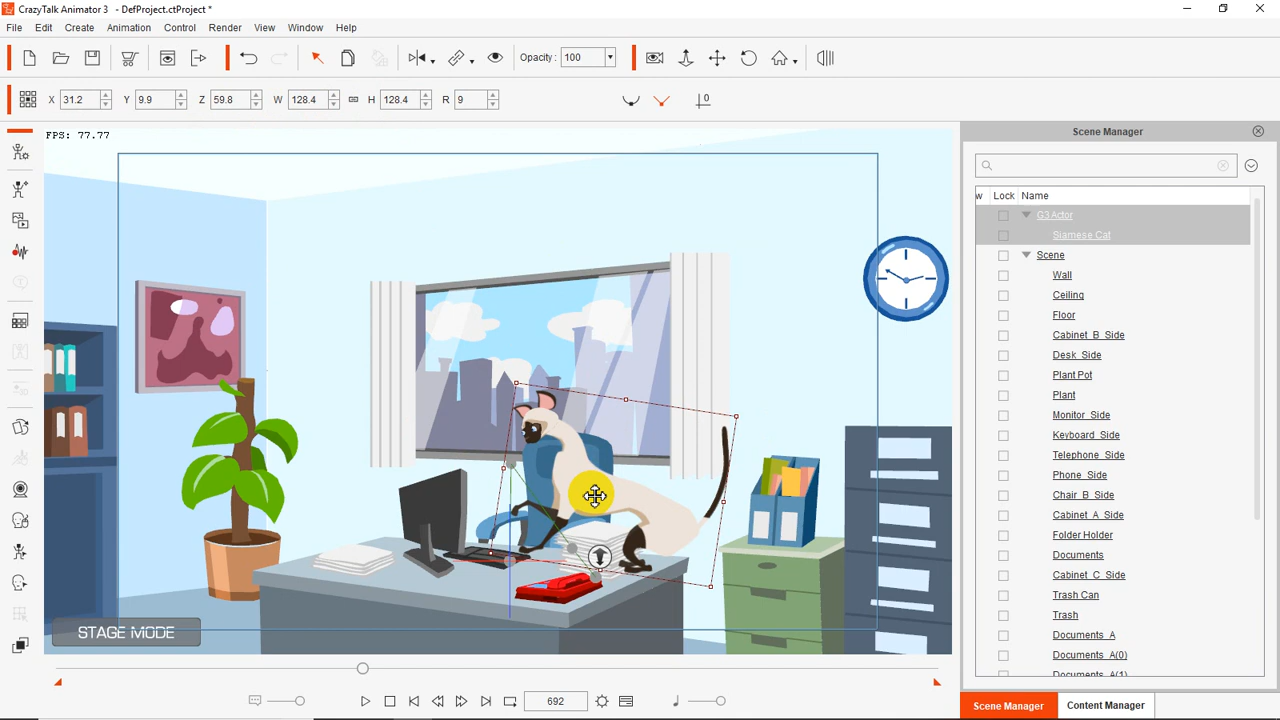 CrazyTalk Animator 3 - DefProject.ctProject *
File Edit Create Animation Control Render View Window Help
Opacity : 100
X 31.2 Y 9.9 Z 59.8 W 128.4 H 128.4 R 9 0
FPS: 77.77
Scene Manager
w Lock Name
G3 Actor
Siamese Cat
Scene
Wall
Ceiling
Floor
Cabinet_B_Side
Desk_Side
Plant Pot
Plant
Monitor_Side
Keyboard_Side
Telephone_Side
Phone_Side
Chair_B_Side
Cabinet_A_Side
Folder Holder
Documents
Cabinet_C_Side
Trash Can
Trash
Documents_A
Documents_A(0)
Documents_A(1)
STAGE MODE
692
Scene Manager Content Manager